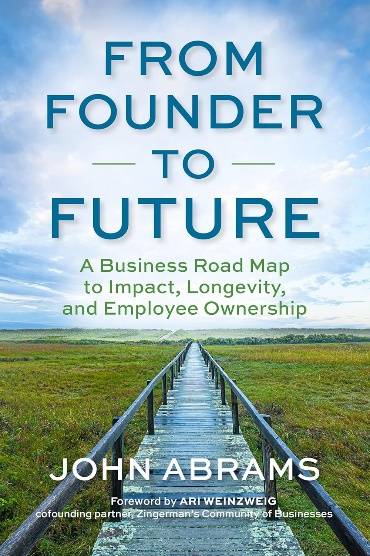 FROM
FOUNDER
TO
FUTURE
A Business Road Map
to Impact, Longevity,
and Employee Ownership
JOHN ABRAMS
Foreword by ARI WEINZWEIG
cofounding partner, Zingerman's Community of Businesses